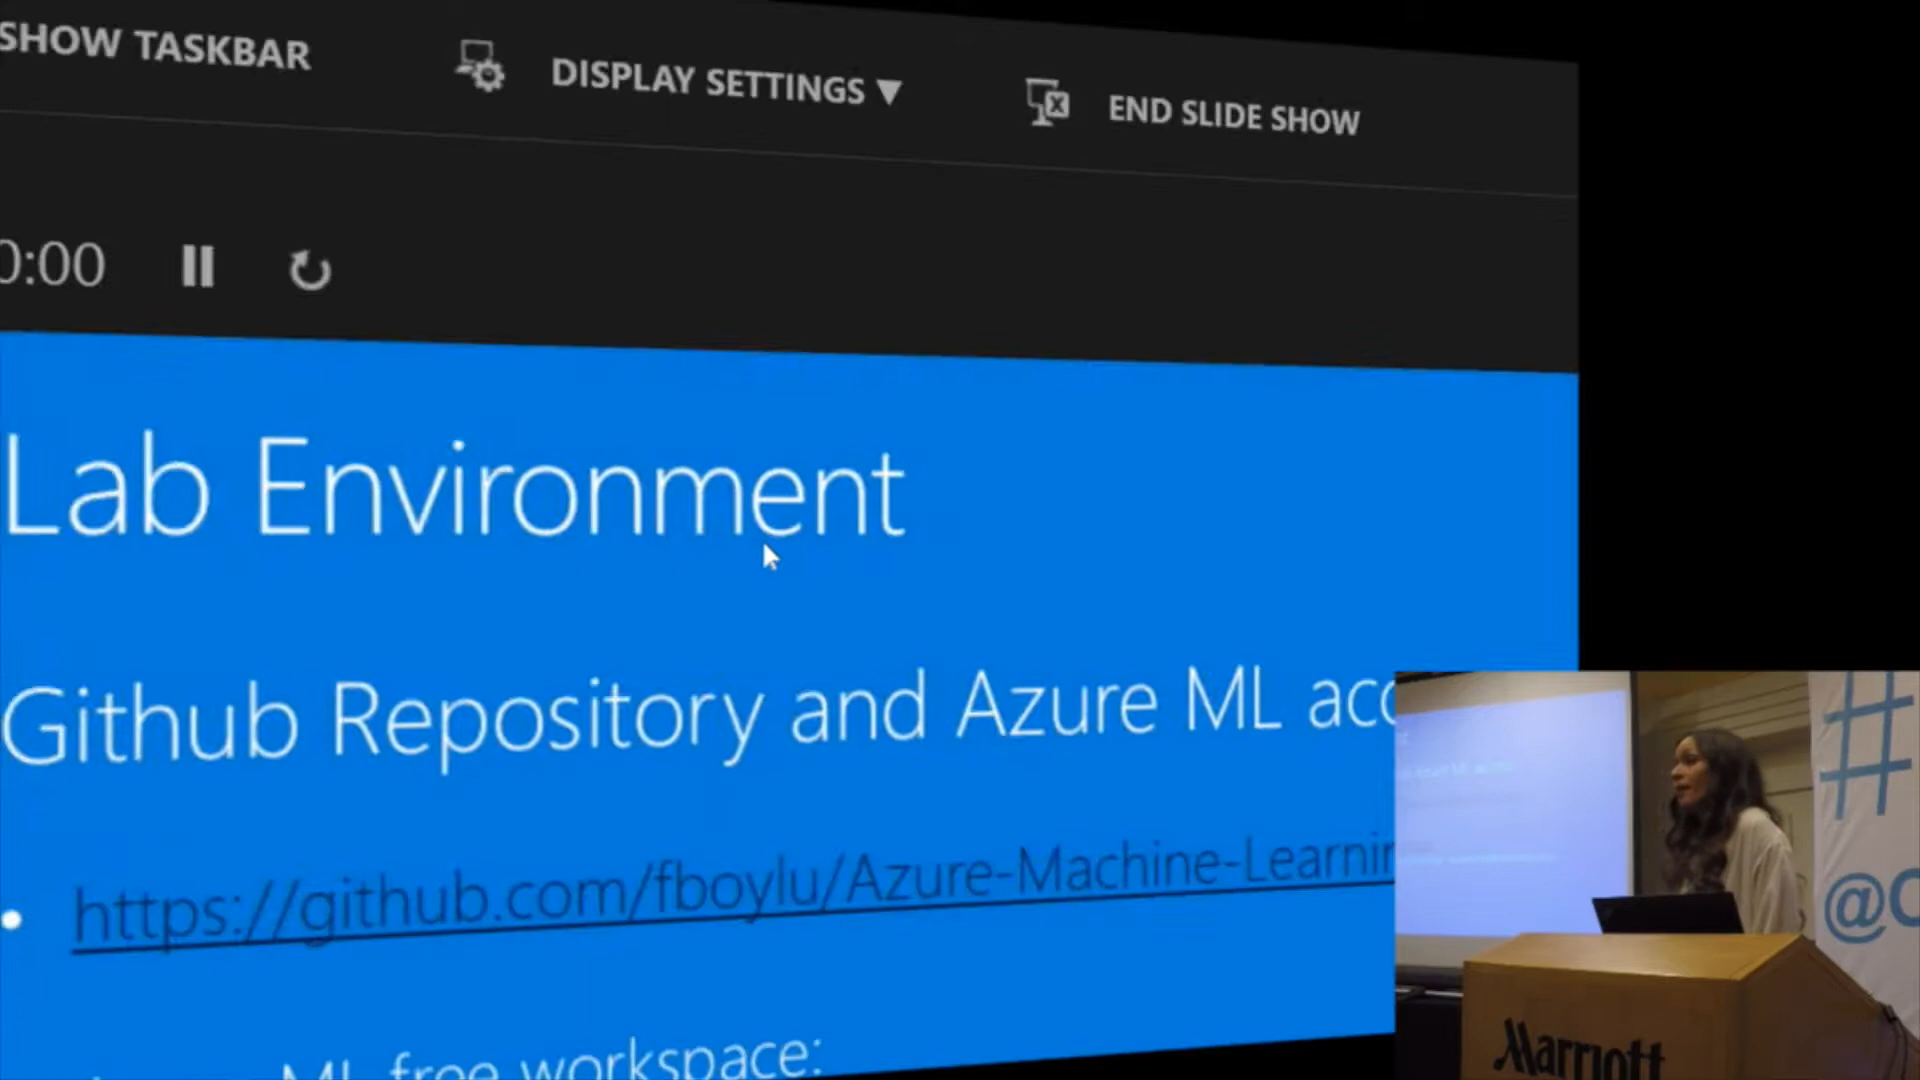 SHOW TASKBAR
DISPLAY SETTINGS ▼
END SLIDE SHOW
0:00
Lab Environment
Github Repository and Azure ML acc
• https://github.com/fboylu/Azure-Machine-Learnin
ML free workspace:
#
@
Marriott